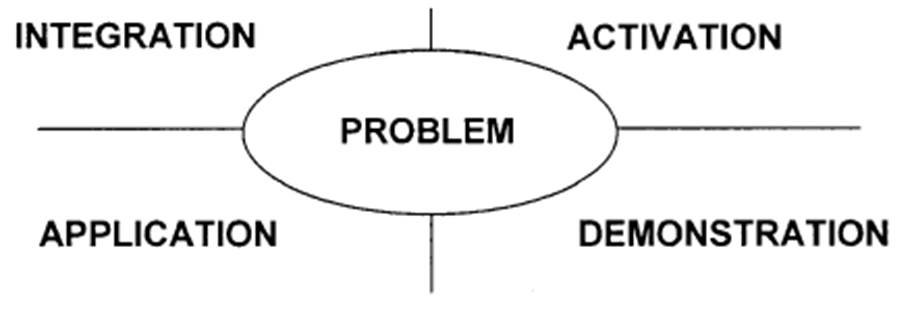 INTEGRATION
ACTIVATION
PROBLEM
APPLICATION
DEMONSTRATION